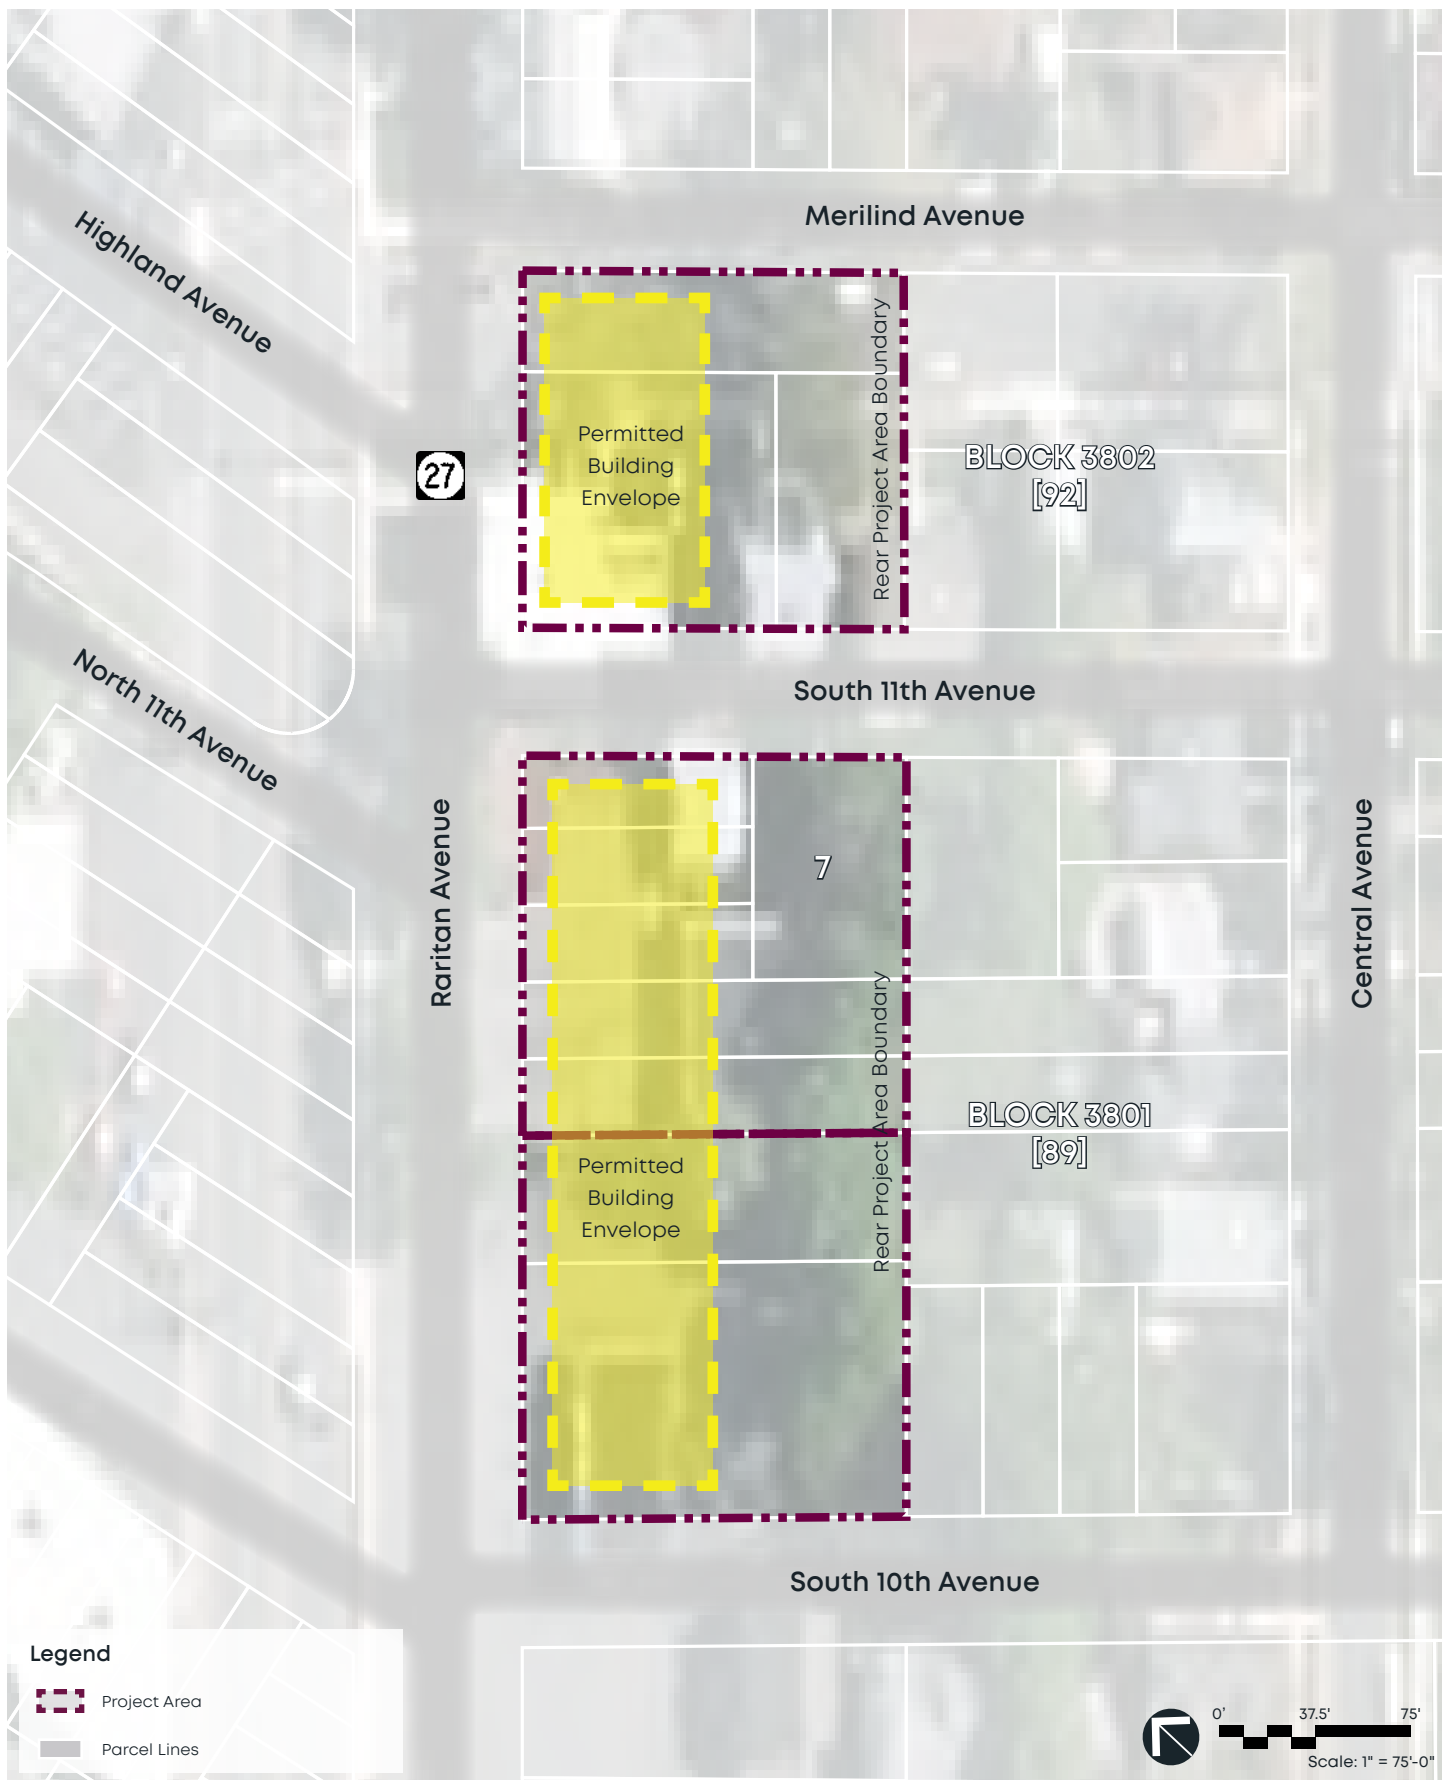 Merilind Avenue
Highland Avenue
Rear Project Area Boundary
Permitted
Building
Envelope
BLOCK 3802
[92]
27
North 11th Avenue
South 11th Avenue
Raritan Avenue
7
Central Avenue
Rear Project Area Boundary
BLOCK 3801
[89]
Permitted
Building
Envelope
South 10th Avenue
Legend
Project Area
Parcel Lines
0' 37.5' 75'
Scale: 1" = 75'-0"